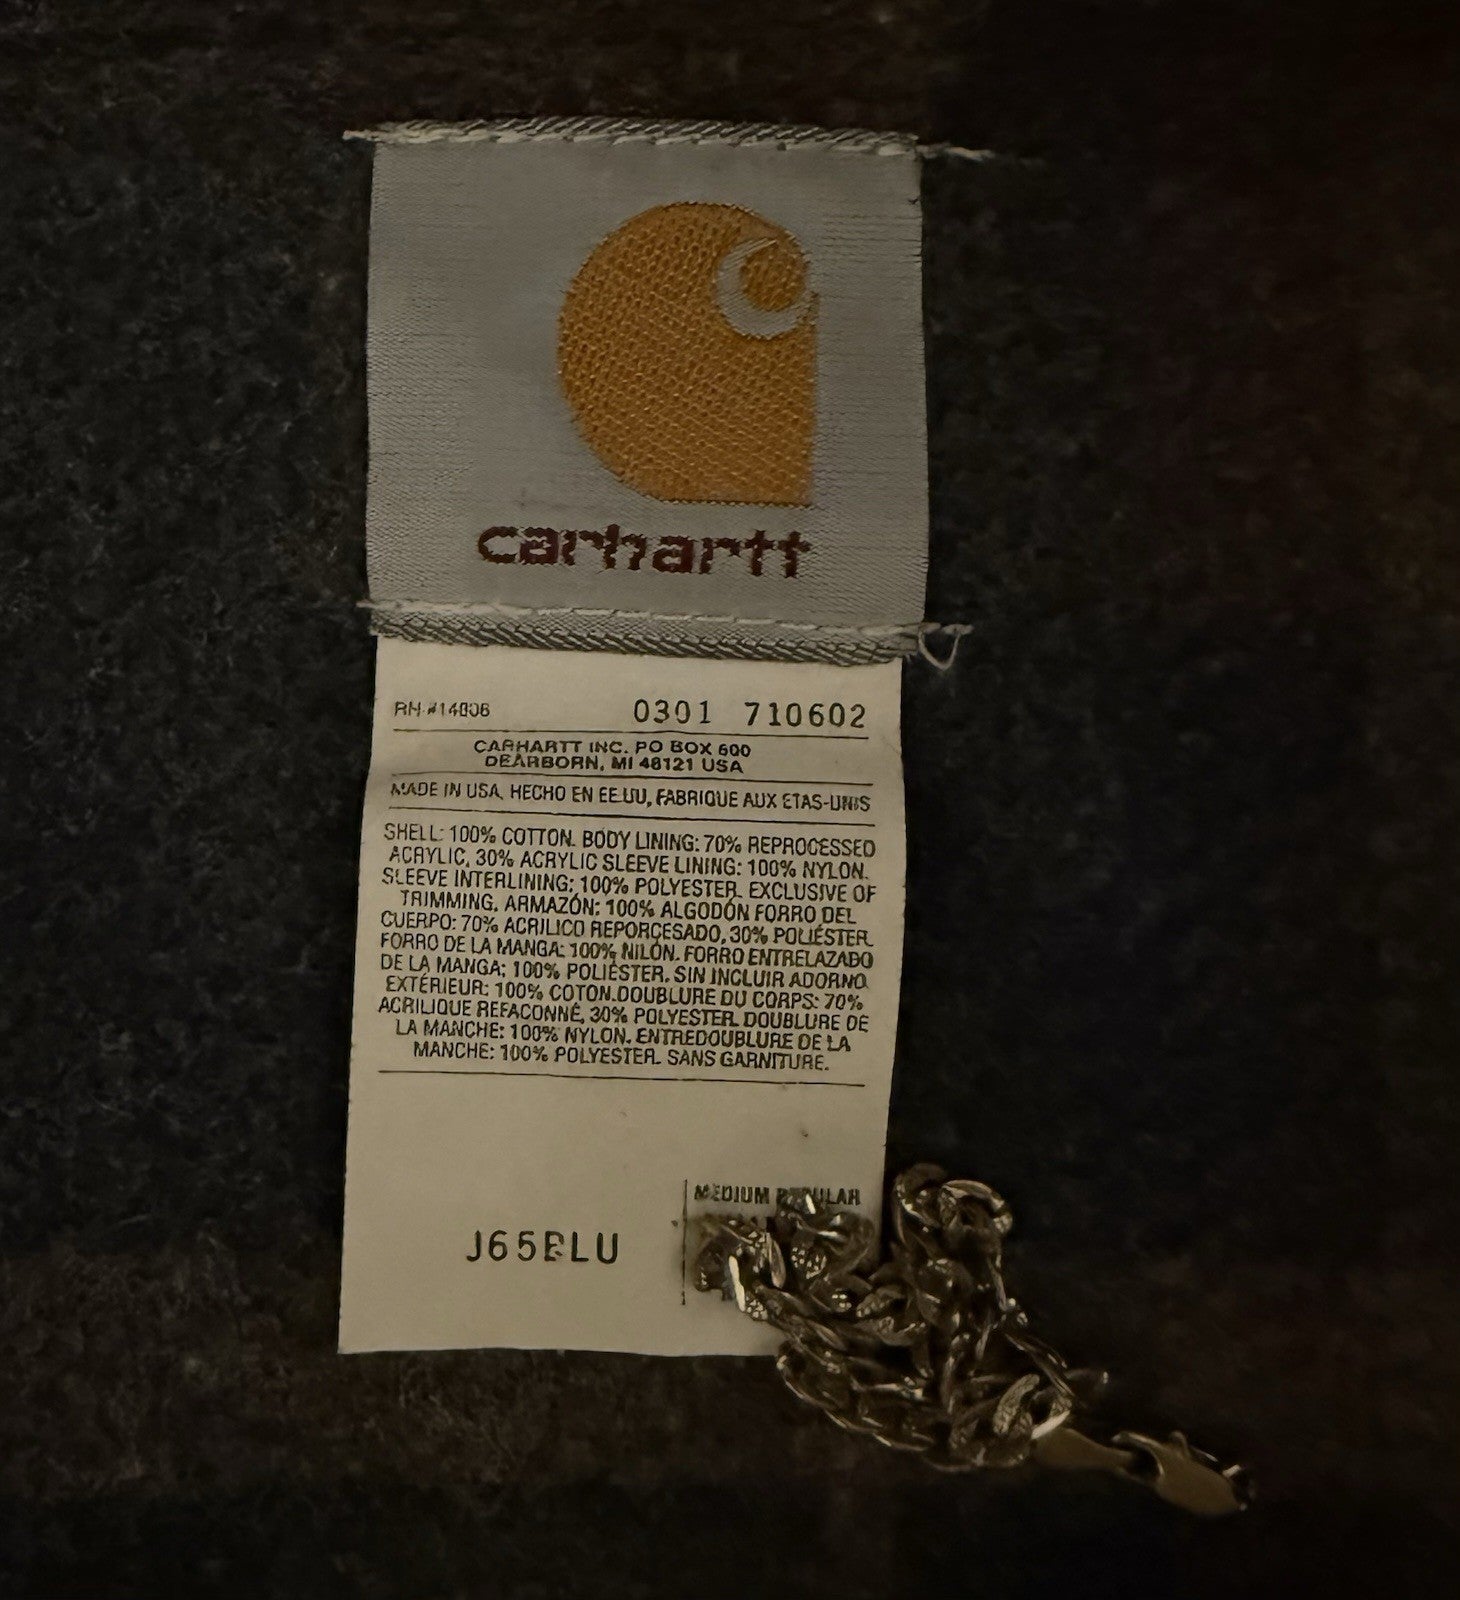 carhartt
RN #14806
0301 710602
CARHARTT INC. PO BOX 600
DEARBORN, MI 48121 USA
MADE IN USA, HECHO EN EE.UU, FABRIQUE AUX ETAS-UNIS
SHELL: 100% COTTON. BODY LINING: 70% REPROCESSED
ACRYLIC, 30% ACRYLIC SLEEVE LINING: 100% NYLON.
SLEEVE INTERLINING; 100% POLYESTER. EXCLUSIVE OF
TRIMMING. ARMAZÓN: 100% ALGODÓN FORRO DEL
CUERPO: 70% ACRILICO REPORÇESADO, 30% POLIÉSTER.
FORRO DE LA MANGA: 100% NILÓN. FORRO ENTRELAZABO
DE LA MANGA; 100% POLIÉSTER. SIN INCLUIR ADORNO.
EXTÉRIEUR: 100% COTON.DOUBLURE DU CORPS: 70%
ACRILIQUE REFACONNÉ, 30% POLYESTER. DOUBLURE DE
LA MANCHE: 100% NYLON. ENTREDOUBLURE DE LA
MANCHE: 100% POLYESTER. SANS GARNITURE.
MEDIUM REGULAR
J65BLU